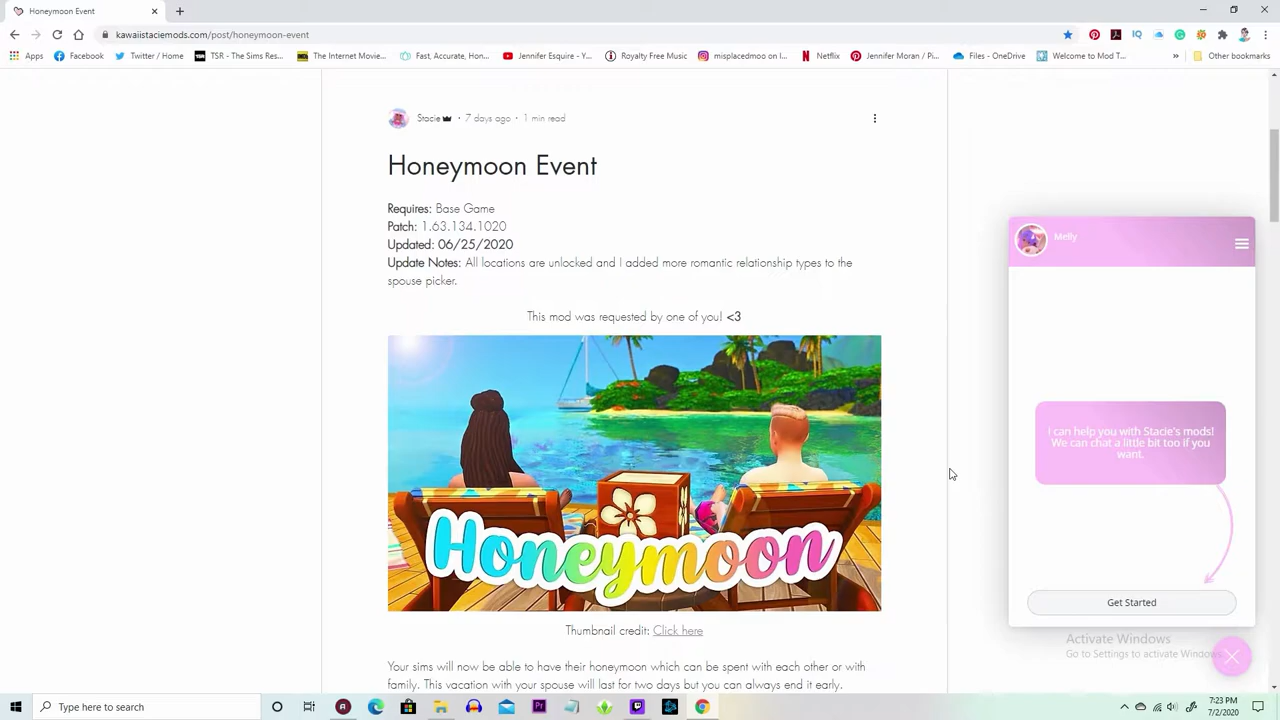 Honeymoon Event
kawaiistaciemods.com/post/honeymoon-event
Apps
Facebook
Twitter / Home
TSR
TSR - The Sims Res...
The Internet Movie...
Fast, Accurate, Hon...
Jennifer Esquire - Y...
Royalty Free Music
misplacedmoo on I...
Netflix
Jennifer Moran / Pi...
Files - OneDrive
Welcome to Mod T...
»
Other bookmarks
Stacie · 7 days ago · 1 min read
Honeymoon Event
Requires: Base Game
Patch: 1.63.134.1020
Updated: 06/25/2020
Update Notes: All locations are unlocked and I added more romantic relationship types to the
spouse picker.
This mod was requested by one of you! <3
Honeymoon
Thumbnail credit: Click here
Your sims will now be able to have their honeymoon which can be spent with each other or with
family. This vacation with your spouse will last for two days but you can always end it early.
Melly
I can help you with Stacie's mods!
We can chat a little bit too if you
want.
Get Started
Activate Windows
Go to Settings to activate Windows.
Type here to search
7:23 PM
7/2/2020